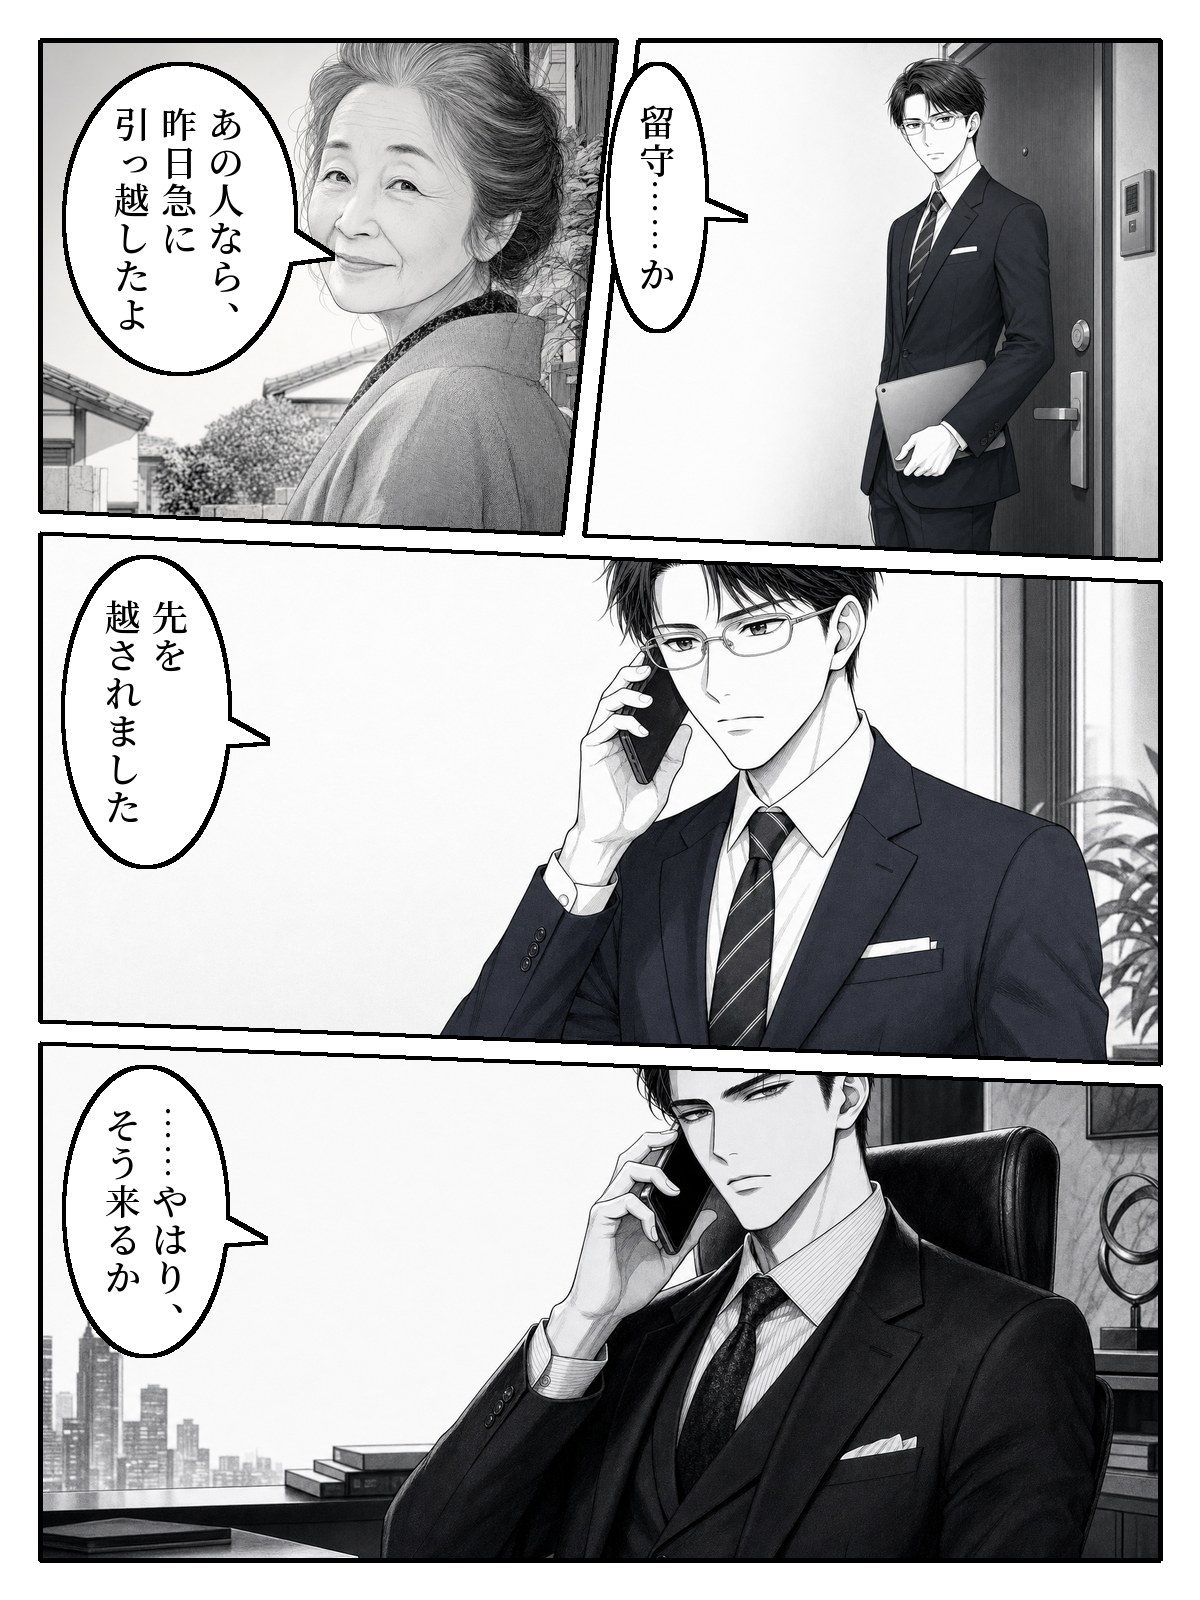 留守……か
あの人なら、
昨日急に
引っ越したよ
先を
越されました
……やはり、
そう来るか